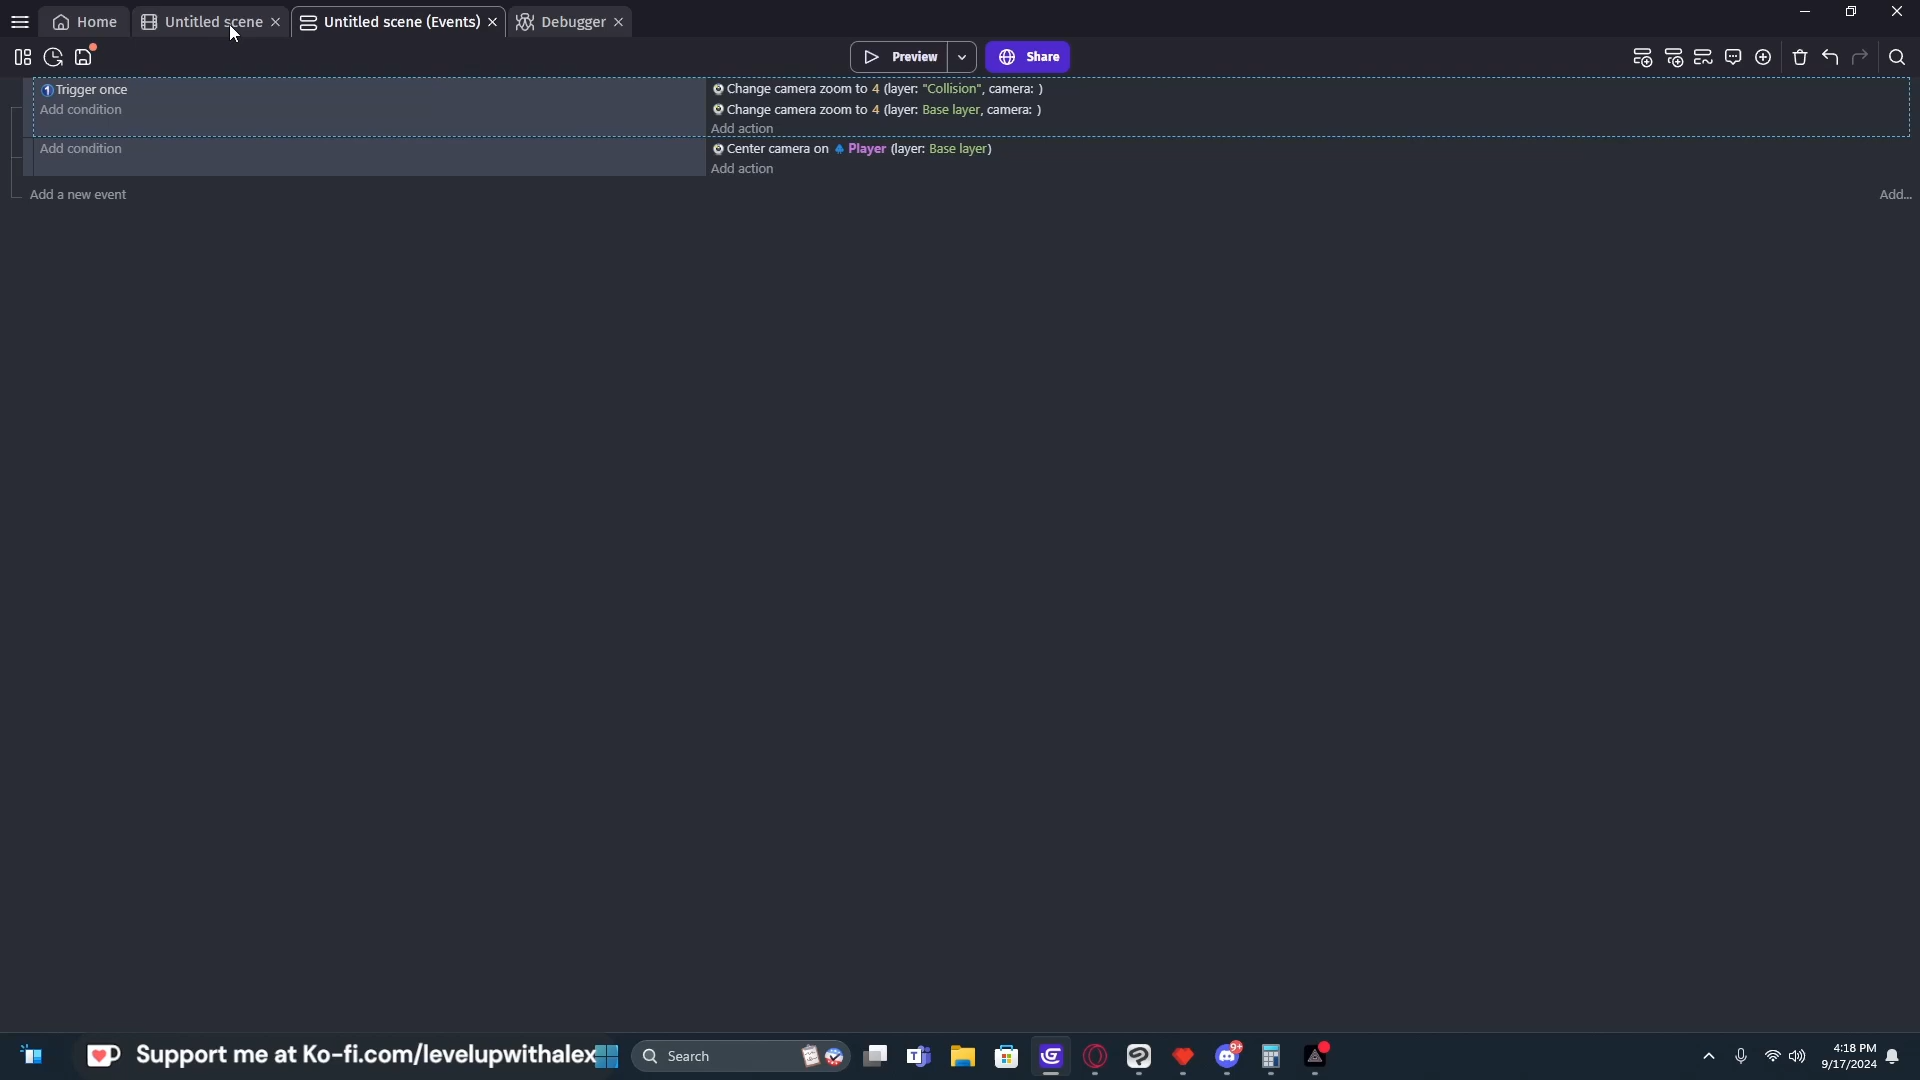 Home
Untitled scene
Untitled scene (Events)
Debugger
Preview
Share
Trigger once
Add condition
Change camera zoom to 4 (layer: "Collision", camera: )
Change camera zoom to 4 (layer: Base layer, camera: )
Add action
Add condition
Center camera on Player (layer: Base layer)
Add action
Add a new event
Add...
Support me at Ko-fi.com/levelupwithalex
Search
9+
4:18 PM
9/17/2024